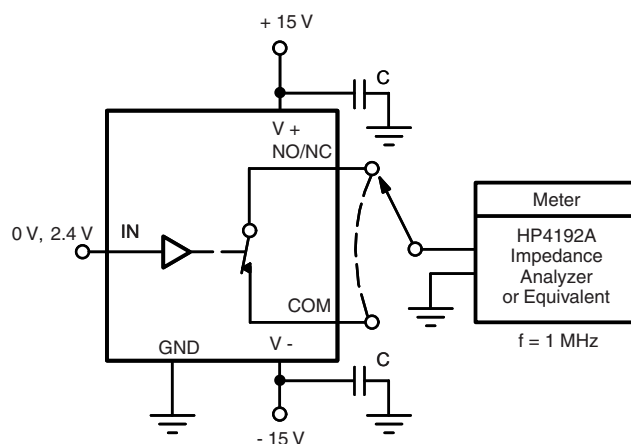 + 15 V
C
V +
NO/NC
0 V, 2.4 V
IN
COM
GND
V -
C
- 15 V
Meter
HP4192A
Impedance
Analyzer
or Equivalent
f = 1 MHz